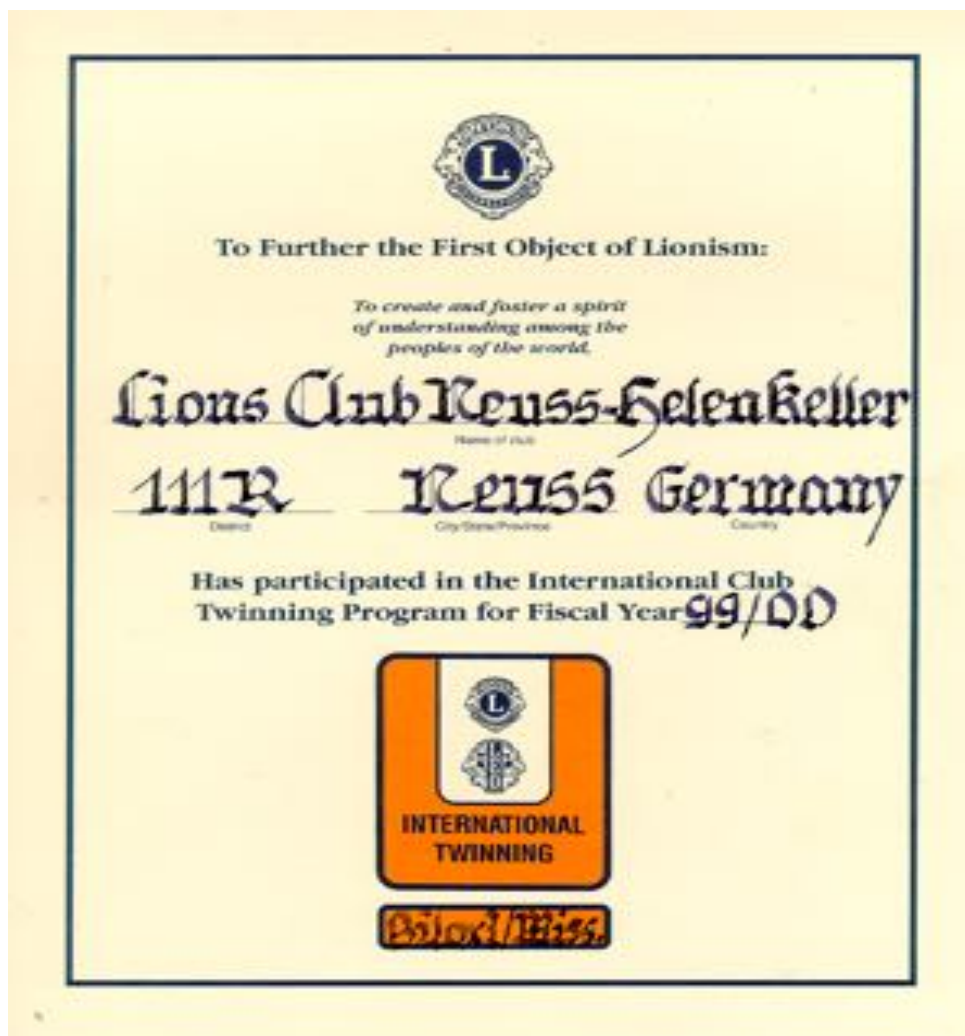 L
To Further the First Object of Lionism:
To create and foster a spirit
of understanding among the
peoples of the world.
Lions Club Neuss-Helen Keller
Name of club
111R Neuss Germany
District City/State/Province Country
Has participated in the International Club
Twinning Program for Fiscal Year 99/00
L
INTERNATIONAL
TWINNING
Biloxi/Miss.